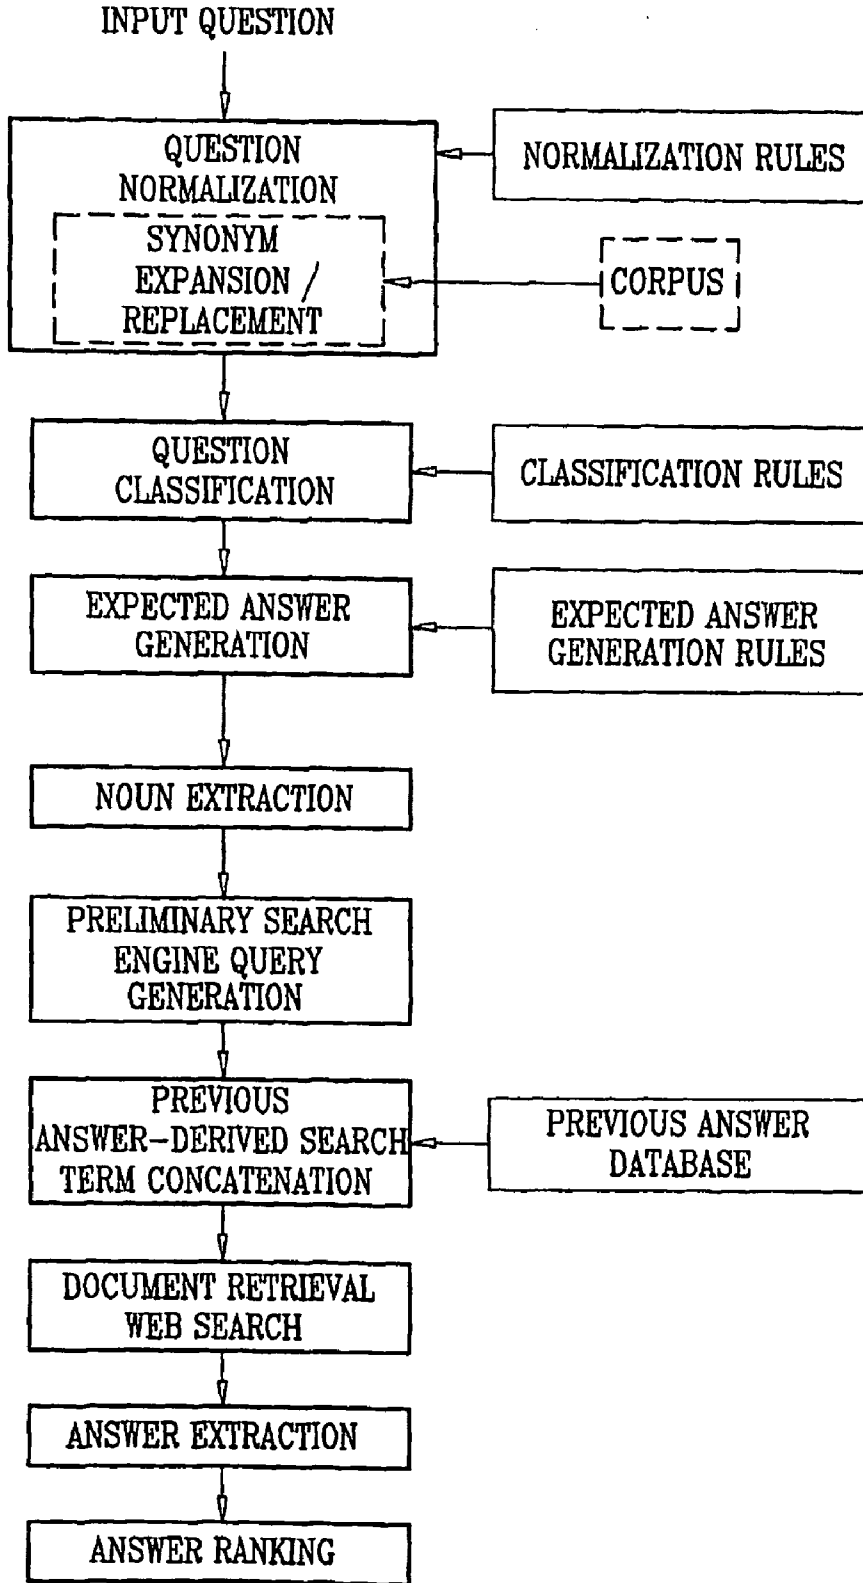 INPUT QUESTION
QUESTION
NORMALIZATION
NORMALIZATION RULES
SYNONYM
EXPANSION /
REPLACEMENT
CORPUS
QUESTION
CLASSIFICATION
CLASSIFICATION RULES
EXPECTED ANSWER
GENERATION
EXPECTED ANSWER
GENERATION RULES
NOUN EXTRACTION
PRELIMINARY SEARCH
ENGINE QUERY
GENERATION
PREVIOUS
ANSWER-DERIVED SEARCH
TERM CONCATENATION
PREVIOUS ANSWER
DATABASE
DOCUMENT RETRIEVAL
WEB SEARCH
ANSWER EXTRACTION
ANSWER RANKING